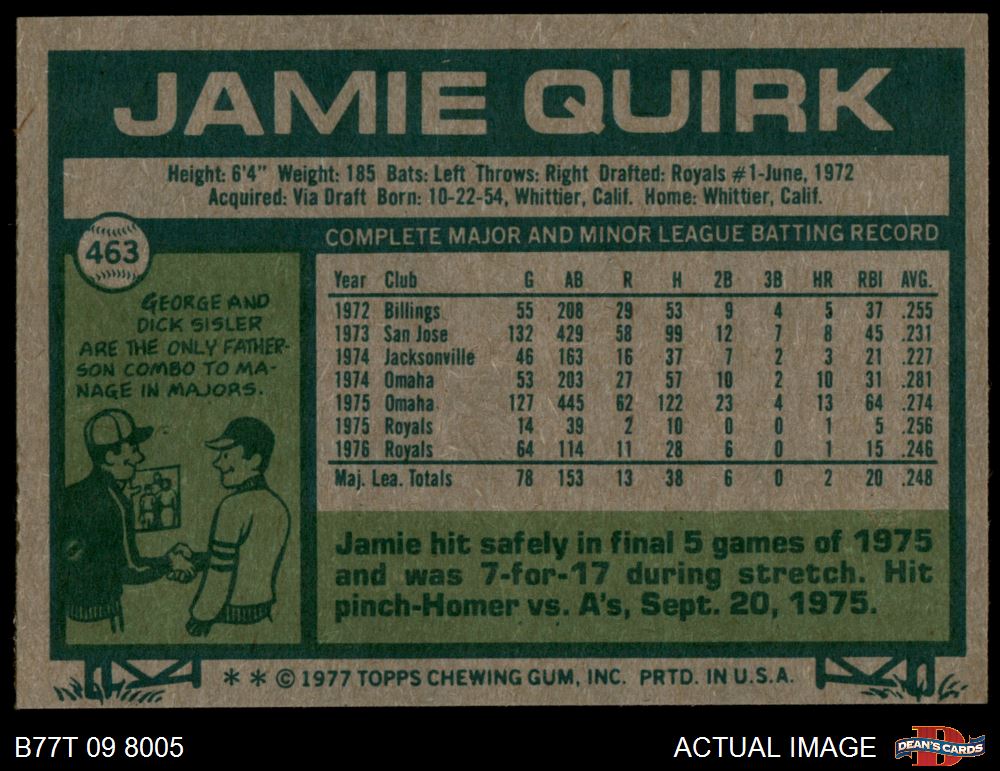 JAMIE QUIRK
Height: 6'4" Weight: 185 Bats: Left Throws: Right Drafted: Royals #1-June, 1972
Acquired: Via Draft Born: 10-22-54, Whittier, Calif. Home: Whittier, Calif.
463
COMPLETE MAJOR AND MINOR LEAGUE BATTING RECORD
GEORGE AND
DICK SISLER
ARE THE ONLY FATHER-
SON COMBO TO MA-
NAGE IN MAJORS.
Year Club G AB R H 2B 3B HR RBI AVG.
1972 Billings 55 208 29 53 9 4 5 37 .255
1973 San Jose 132 429 58 99 12 7 8 45 .231
1974 Jacksonville 46 163 16 37 7 2 3 21 .227
1974 Omaha 53 203 27 57 10 2 10 31 .281
1975 Omaha 127 445 62 122 23 4 13 64 .274
1975 Royals 14 39 2 10 0 0 1 5 .256
1976 Royals 64 114 11 28 6 0 1 15 .246
Maj. Lea. Totals 78 153 13 38 6 0 2 20 .248
Jamie hit safely in final 5 games of 1975
and was 7-for-17 during stretch. Hit
pinch-Homer vs. A's, Sept. 20, 1975.
* * © 1977 TOPPS CHEWING GUM, INC. PRTD. IN U.S.A.
B77T 09 8005
ACTUAL IMAGE
D
DEAN'S CARDS